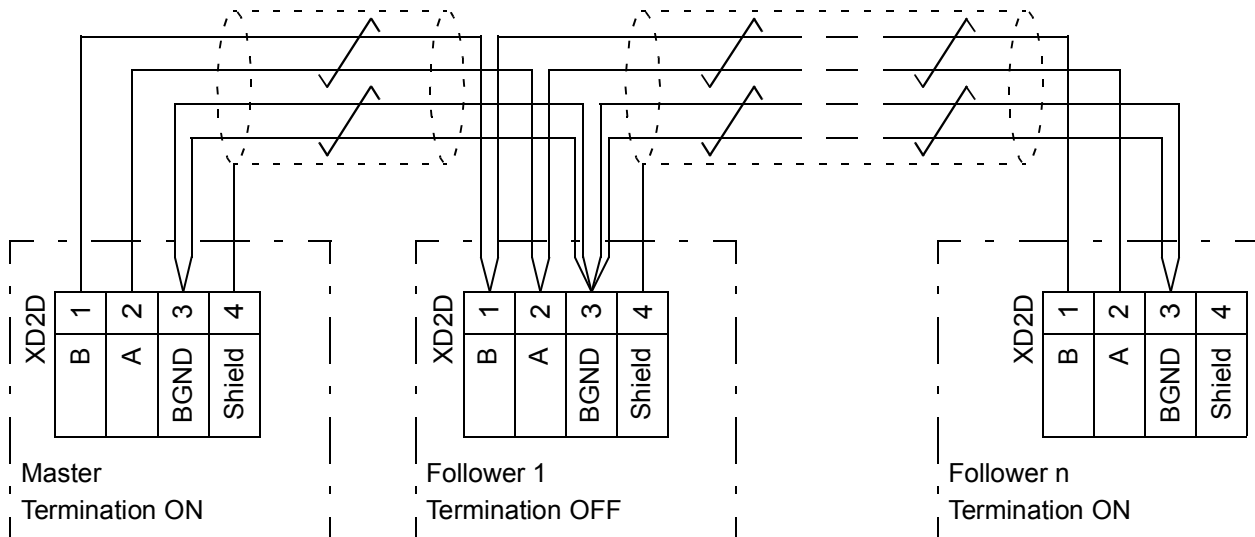 XD2D
1 2 3 4
B A BGND Shield
Master
Termination ON
XD2D
1 2 3 4
B A BGND Shield
Follower 1
Termination OFF
XD2D
1 2 3 4
B A BGND Shield
Follower n
Termination ON